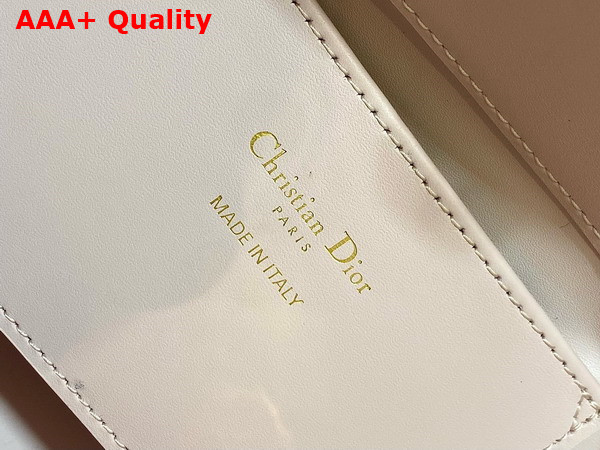 AAA+ Quality
Christian Dior
PARIS
MADE IN ITALY